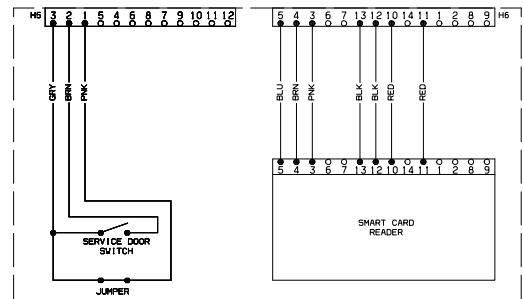 H5 3 2 1 5 4 6 8 7 9 10 11 12
5 4 3 6 7 13 12 10 14 11 1 2 8 9 H6
GRY BRN PNK
BLU BRN PNK BLK BLK RED RED
5 4 3 6 7 13 12 10 14 11 1 2 8 9
SERVICE DOOR
SWITCH
JUMPER
SMART CARD
READER